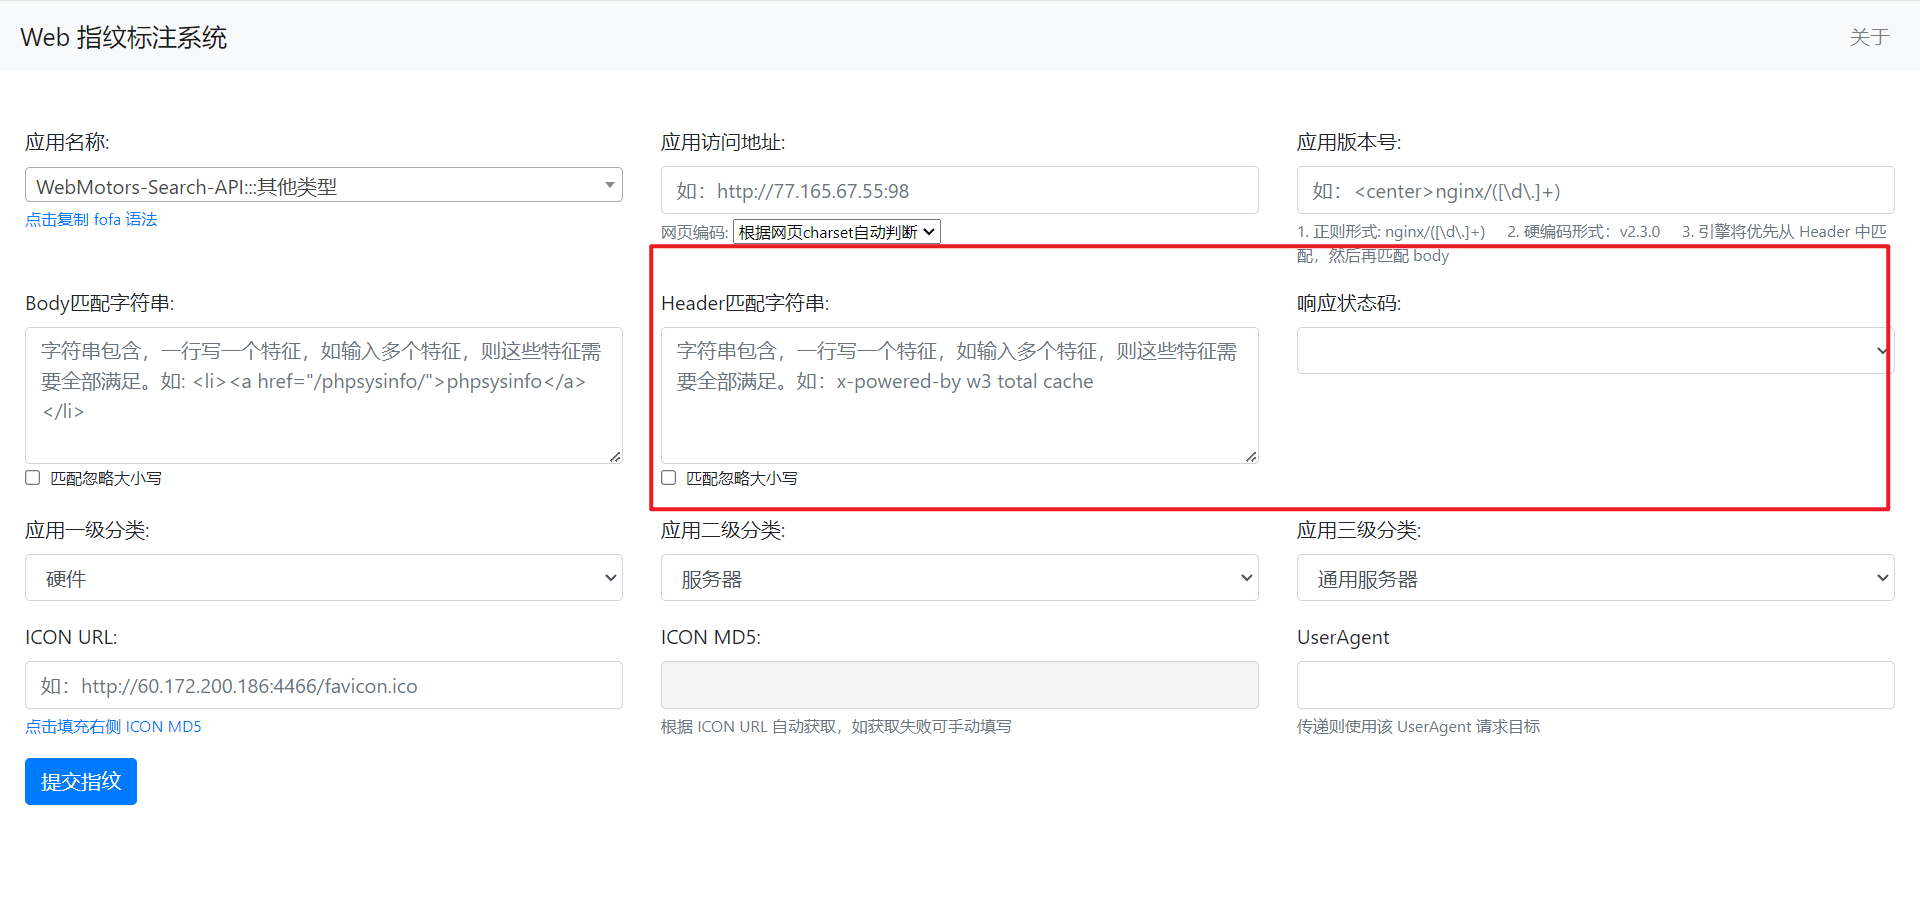 Web 指纹标注系统
关于
应用名称:
应用访问地址:
应用版本号:
WebMotors-Search-API:::其他类型
如：http://77.165.67.55:98
如：<center>nginx/([\d\.]+)
点击复制 fofa 语法
网页编码: 根据网页charset自动判断
1. 正则形式: nginx/([\d\.]+) 2. 硬编码形式：v2.3.0 3. 引擎将优先从 Header 中匹
配，然后再匹配 body
Body匹配字符串:
Header匹配字符串:
响应状态码:
字符串包含，一行写一个特征，如输入多个特征，则这些特征需
要全部满足。如: <li><a href="/phpsysinfo/">phpsysinfo</a>
</li>
字符串包含，一行写一个特征，如输入多个特征，则这些特征需
要全部满足。如：x-powered-by w3 total cache
匹配忽略大小写
匹配忽略大小写
应用一级分类:
应用二级分类:
应用三级分类:
硬件
服务器
通用服务器
ICON URL:
ICON MD5:
UserAgent
如：http://60.172.200.186:4466/favicon.ico
点击填充右侧 ICON MD5
根据 ICON URL 自动获取，如获取失败可手动填写
传递则使用该 UserAgent 请求目标
提交指纹